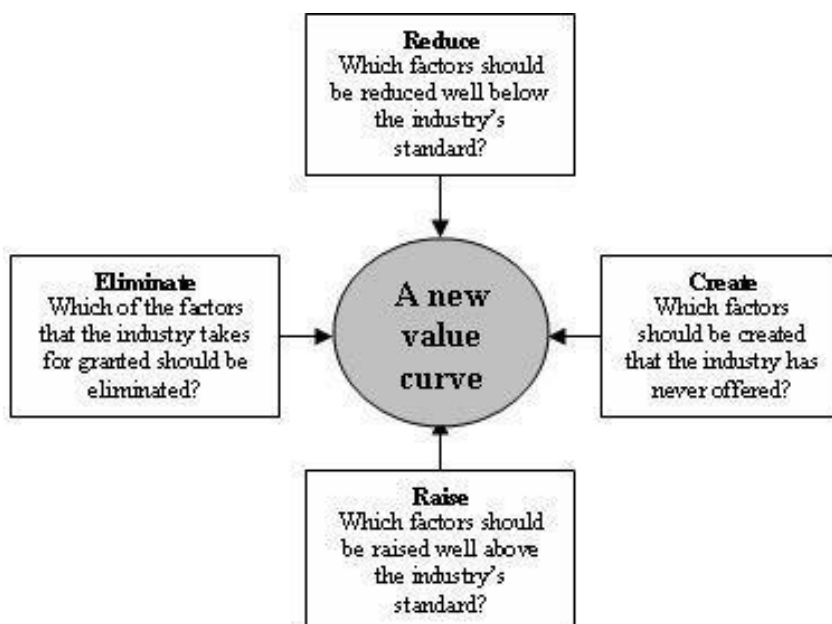 Reduce
Which factors should
be reduced well below
the industry's
standard?
Eliminate
Which of the factors
that the industry takes
for granted should be
eliminated?
A new
value
curve
Create
Which factors
should be created
that the industry has
never offered?
Raise
Which factors should
be raised well above
the industry's
standard?